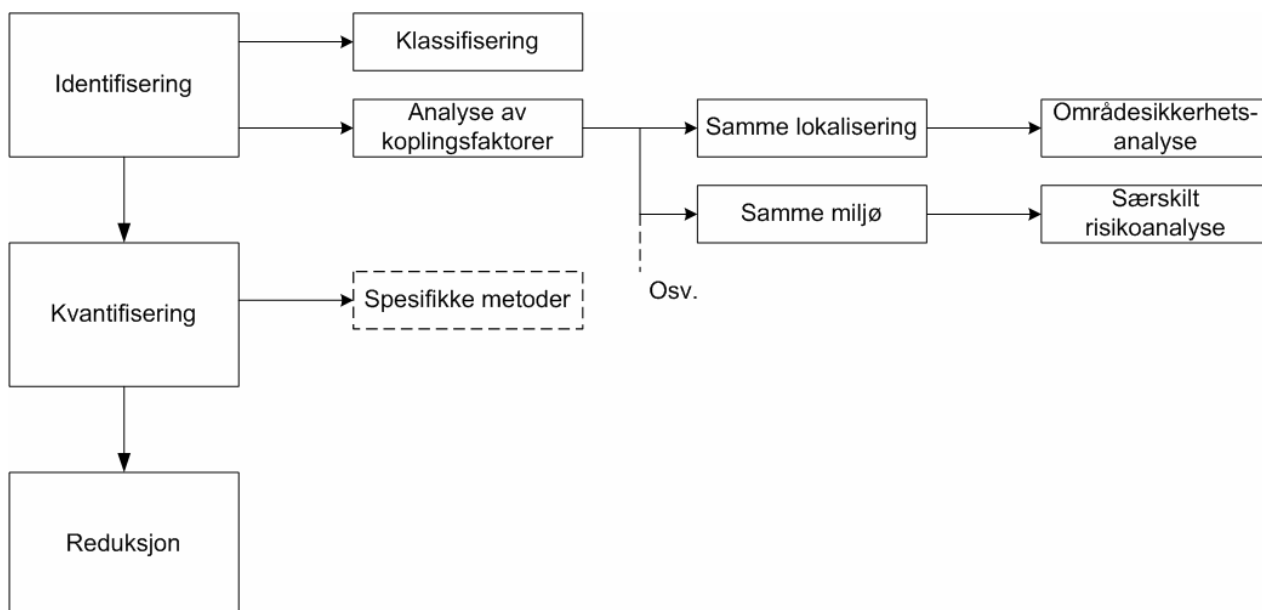 Identifisering
Klassifisering
Analyse av
koplingsfaktorer
Samme lokalisering
Områdesikkerhets-
analyse
Samme miljø
Særskilt
risikoanalyse
Osv.
Kvantifisering
Spesifikke metoder
Reduksjon